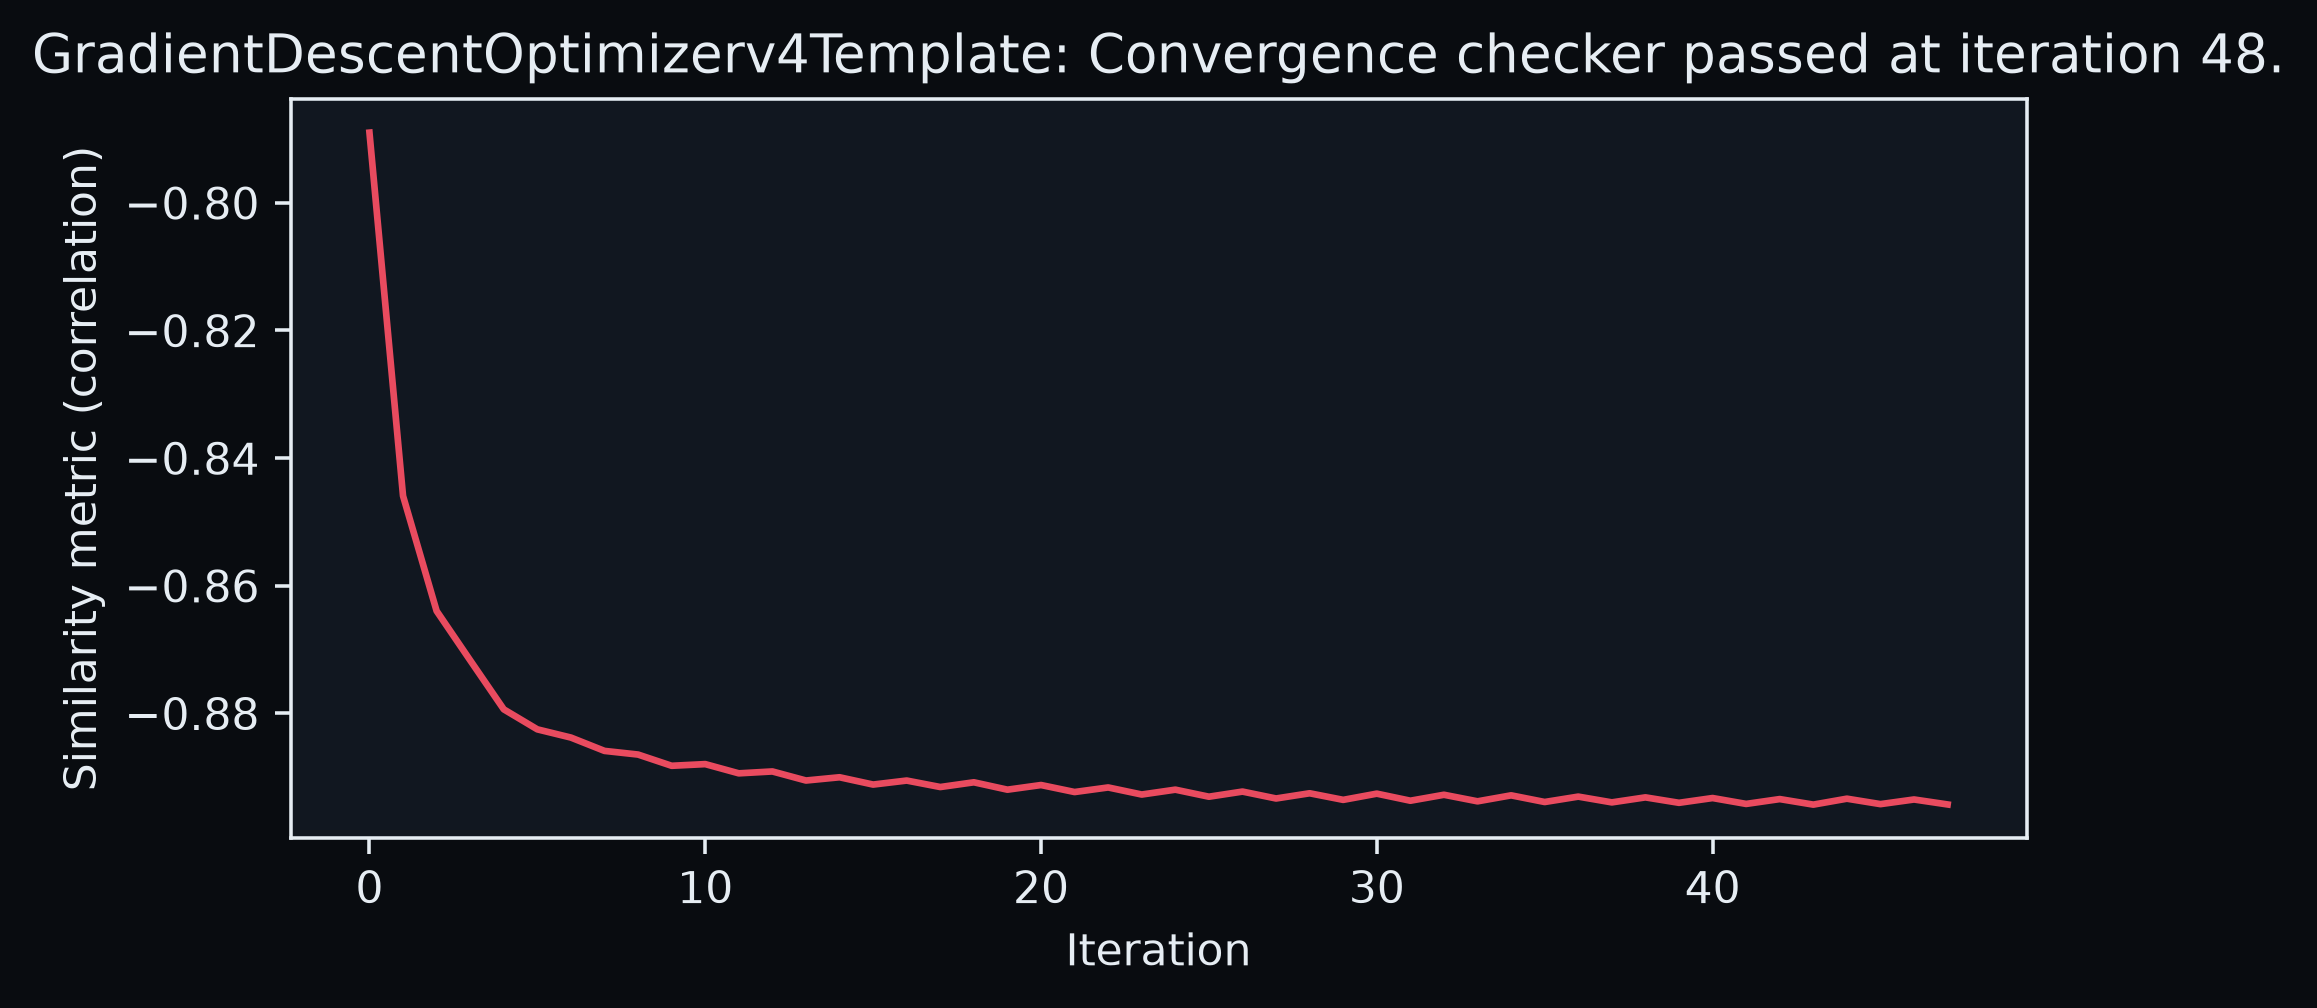 GradientDescentOptimizerv4Template: Convergence checker passed at iteration 48.
Similarity metric (correlation)
−0.80
−0.82
−0.84
−0.86
−0.88
0 10 20 30 40
Iteration